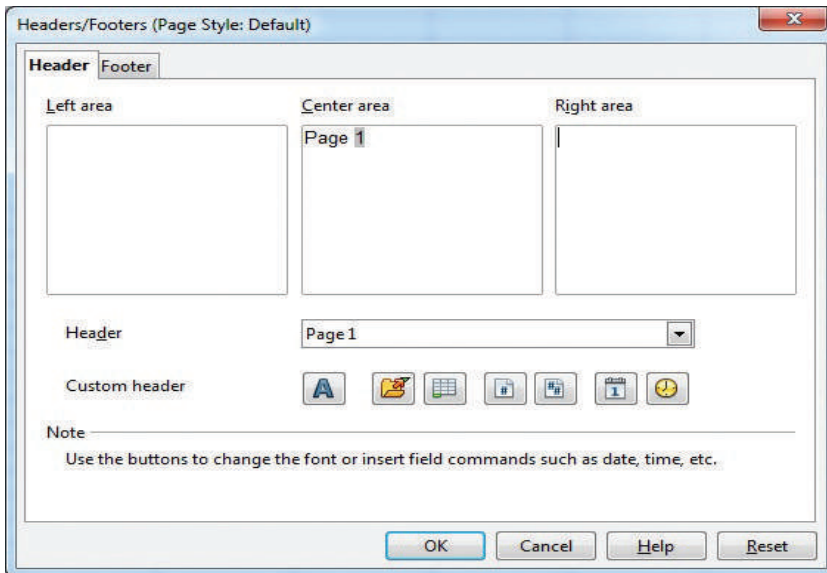 Headers/Footers (Page Style: Default)
Header Footer
Left area Center area Right area
Page 1
Header Page 1
Custom header A # # 1
Note
Use the buttons to change the font or insert field commands such as date, time, etc.
OK Cancel Help Reset